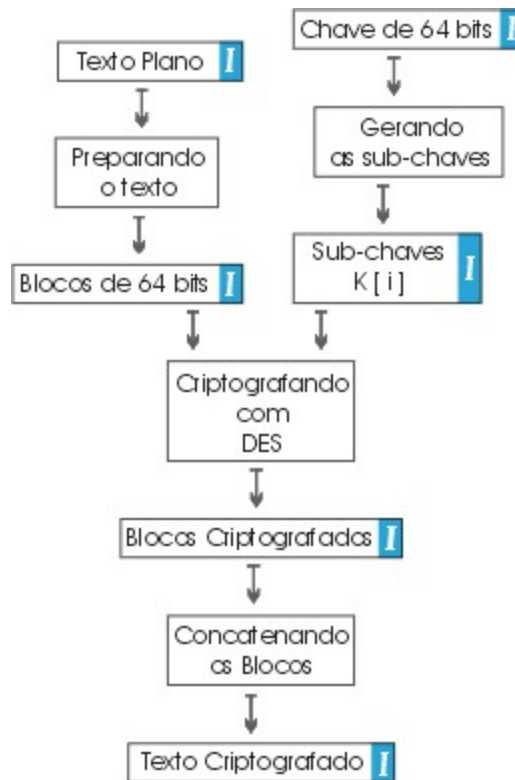 Texto Plano I
Preparando
o texto
Blocos de 64 bits I
Chave de 64 bits I
Gerando
as sub-chaves
Sub-chaves
K [ i ] I
Criptografando
com
DES
Blocos Criptografados I
Concatenando
os Blocos
Texto Criptografado I